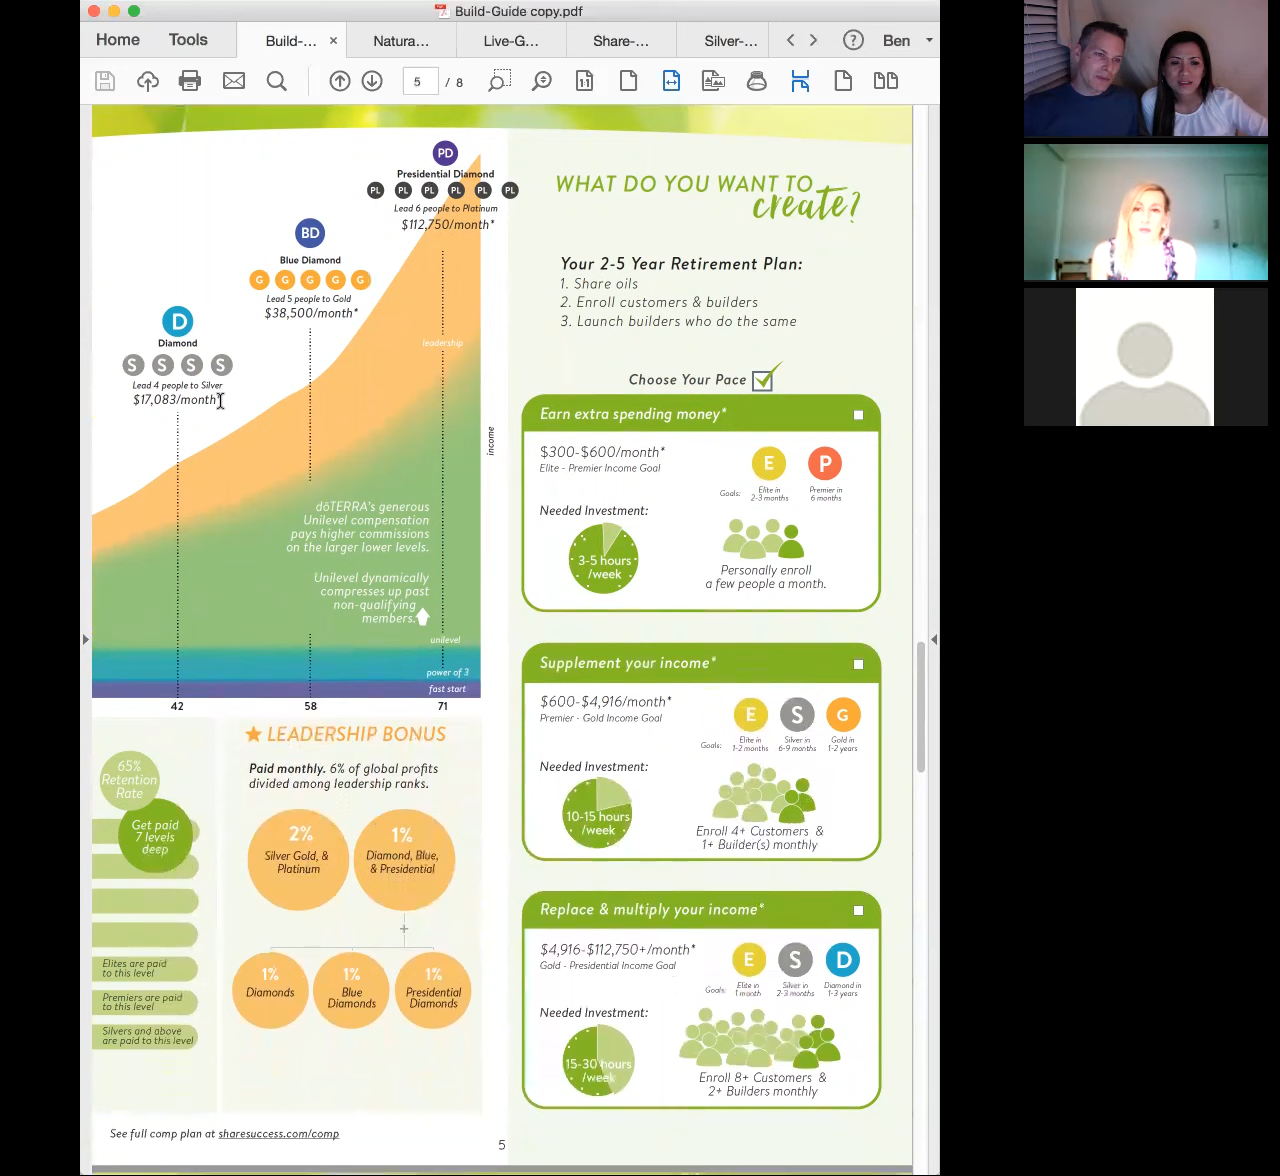 Build-Guide copy.pdf
Home
Tools
Build-...
×
Natura...
Live-G...
Share-...
Silver-...
?
Ben
5
/ 8
1:1
PD
Presidential Diamond
PL PL PL PL PL PL
Lead 6 people to Platinum
$112,750/month*
BD
Blue Diamond
G G G G G
Lead 5 people to Gold
$38,500/month*
D
Diamond
S S S S
Lead 4 people to Silver
$17,083/month
leadership
income
dōTERRA's generous
Unilevel compensation
pays higher commissions
on the larger lower levels.
Unilevel dynamically
compresses up past
non-qualifying
members.
unilevel
power of 3
fast start
42
58
71
65%
Retention
Rate
Get paid
7 levels
deep
Elites are paid
to this level
Premiers are paid
to this level
Silvers and above
are paid to this level
LEADERSHIP BONUS
Paid monthly. 6% of global profits
divided among leadership ranks.
2%
Silver Gold, &
Platinum
1%
Diamond, Blue,
& Presidential
+
1%
Diamonds
1%
Blue
Diamonds
1%
Presidential
Diamonds
See full comp plan at sharesuccess.com/comp
5
WHAT DO YOU WANT TO
create?
Your 2-5 Year Retirement Plan:
1. Share oils
2. Enroll customers & builders
3. Launch builders who do the same
Choose Your Pace
Earn extra spending money*
$300-$600/month*
Elite - Premier Income Goal
E P
Goals:
Elite in
2-3 months
Premier in
6 months
Needed Investment:
3-5 hours
/week
Personally enroll
a few people a month.
Supplement your income*
$600-$4,916/month*
Premier - Gold Income Goal
E S G
Goals:
Elite in
1-2 months
Silver in
6-9 months
Gold in
1-2 years
Needed Investment:
10-15 hours
/week
Enroll 4+ Customers &
1+ Builder(s) monthly
Replace & multiply your income*
$4,916-$112,750+/month*
Gold - Presidential Income Goal
E S D
Goals:
Elite in
1 month
Silver in
2-3 months
Diamond in
1-3 years
Needed Investment:
15-30 hours
/week
Enroll 8+ Customers &
2+ Builders monthly